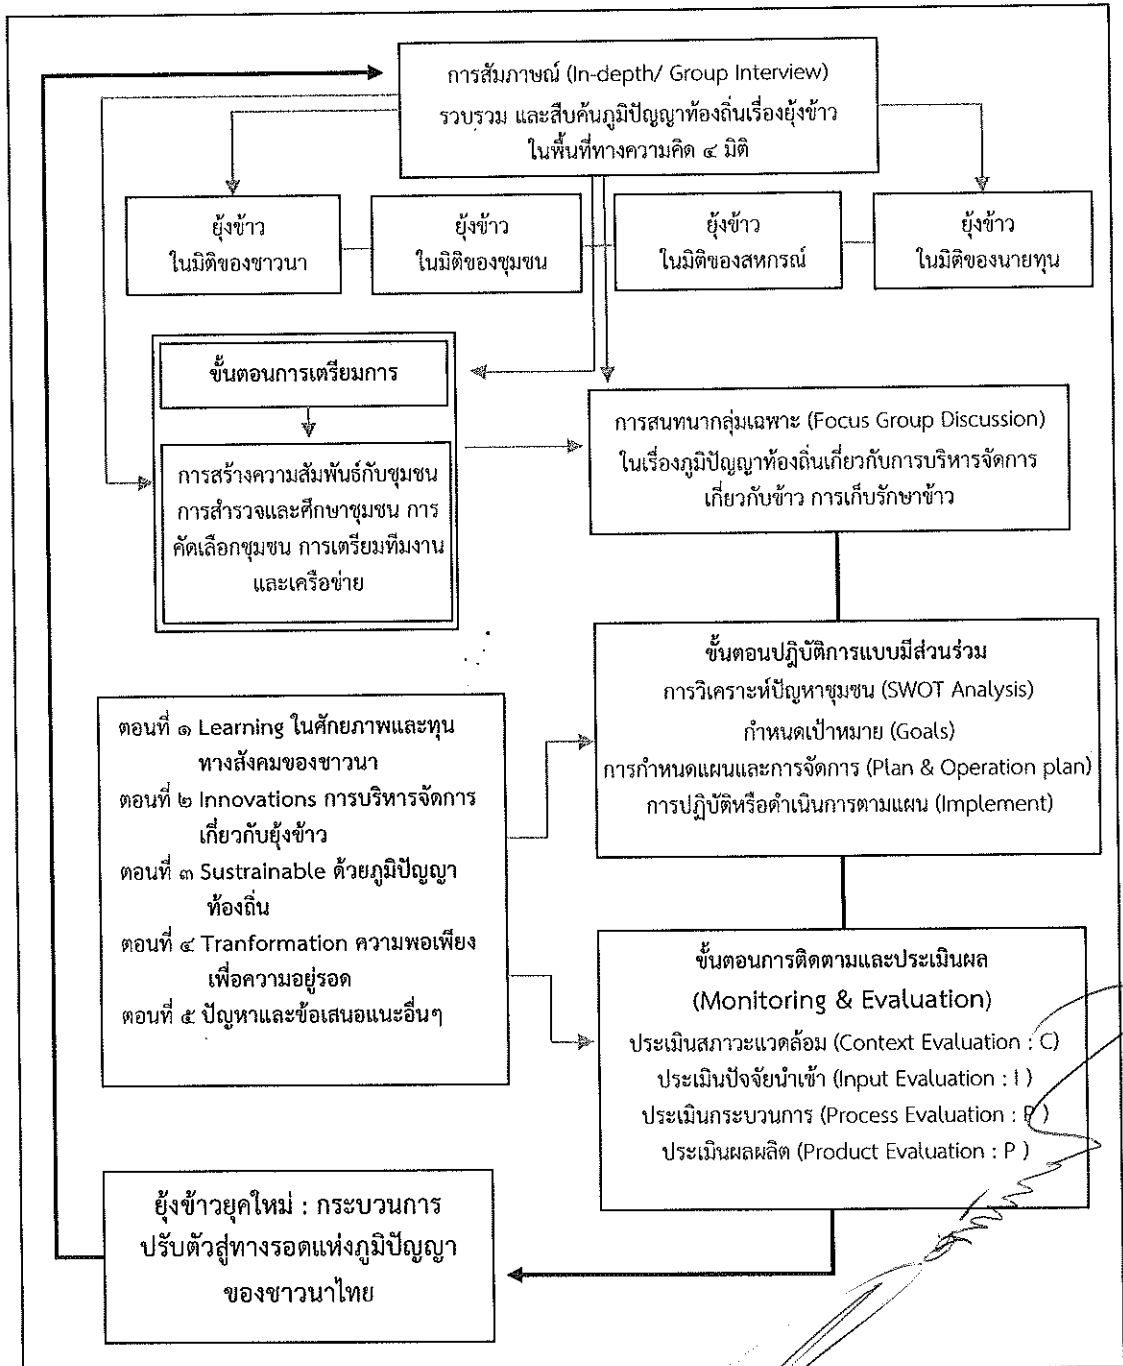 การสัมภาษณ์ (In-depth/ Group Interview)
รวบรวม และสืบค้นภูมิปัญญาท้องถิ่นเรื่องยุ้งข้าว
ในพื้นที่ทางความคิด ๔ มิติ
ยุ้งข้าว
ในมิติของชาวนา
ยุ้งข้าว
ในมิติของชุมชน
ยุ้งข้าว
ในมิติของสหกรณ์
ยุ้งข้าว
ในมิติของนายทุน
ขั้นตอนการเตรียมการ
การสร้างความสัมพันธ์กับชุมชน
การสำรวจและศึกษาชุมชน การ
คัดเลือกชุมชน การเตรียมทีมงาน
และเครือข่าย
การสนทนากลุ่มเฉพาะ (Focus Group Discussion)
ในเรื่องภูมิปัญญาท้องถิ่นเกี่ยวกับการบริหารจัดการ
เกี่ยวกับข้าว การเก็บรักษาข้าว
ขั้นตอนปฏิบัติการแบบมีส่วนร่วม
การวิเคราะห์ปัญหาชุมชน (SWOT Analysis)
กำหนดเป้าหมาย (Goals)
การกำหนดแผนและการจัดการ (Plan & Operation plan)
การปฏิบัติหรือดำเนินการตามแผน (Implement)
ตอนที่ ๑ Learning ในศักยภาพและทุน
ทางสังคมของชาวนา
ตอนที่ ๒ Innovations การบริหารจัดการ
เกี่ยวกับยุ้งข้าว
ตอนที่ ๓ Sustrainable ด้วยภูมิปัญญา
ท้องถิ่น
ตอนที่ ๔ Tranformation ความพอเพียง
เพื่อความอยู่รอด
ตอนที่ ๕ ปัญหาและข้อเสนอแนะอื่นๆ
ขั้นตอนการติดตามและประเมินผล
(Monitoring & Evaluation)
ประเมินสภาวะแวดล้อม (Context Evaluation : C)
ประเมินปัจจัยนำเข้า (Input Evaluation : I )
ประเมินกระบวนการ (Process Evaluation : P )
ประเมินผลผลิต (Product Evaluation : P )
ยุ้งข้าวยุคใหม่ : กระบวนการ
ปรับตัวสู่ทางรอดแห่งภูมิปัญญา
ของชาวนาไทย